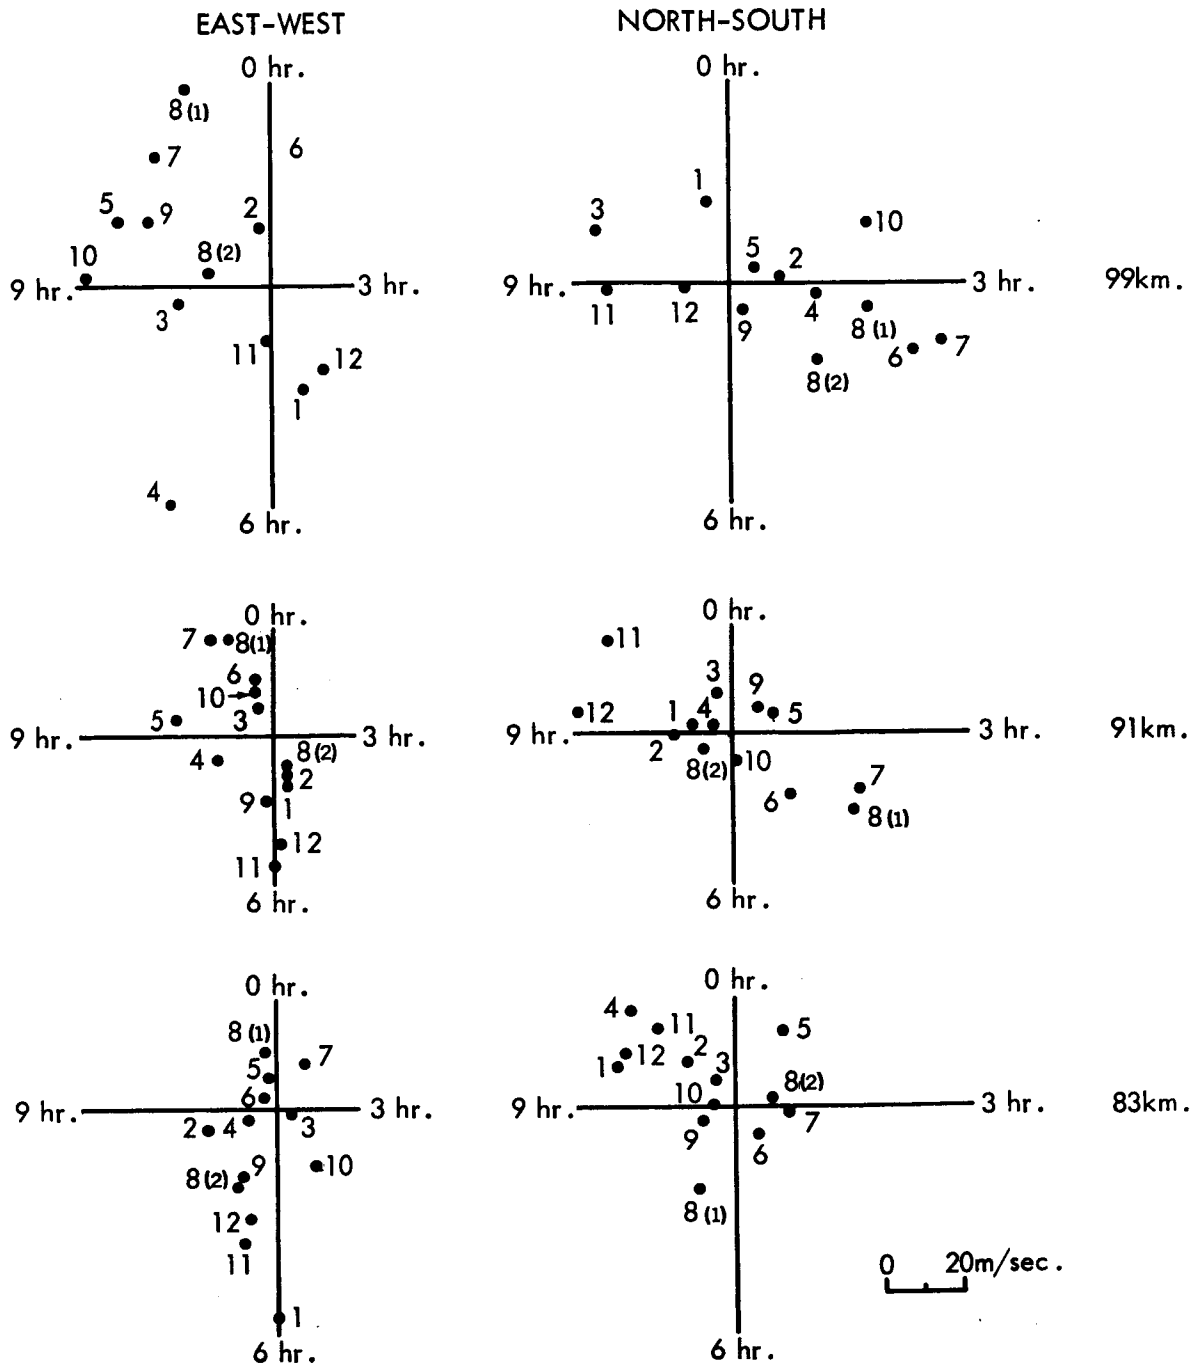 EAST-WEST NORTH-SOUTH
0 hr. 0 hr.
8 (1)
7 6
1
5 9 2 3 10
10 8 (2) 5 2
9 hr. 3 hr. 9 hr. 3 hr. 99km.
3 11 12 9 4 8 (1)
11 12 6 7
1 8 (2)
4
6 hr. 6 hr.
0 hr. 0 hr.
7 8 (1) 11
6 3 9
10 3
5 12 1 4 5
9 hr. 3 hr. 9 hr. 3 hr. 91km.
4 8 (2) 2 8 (2) 10
2 7
9 1 6 8 (1)
12
11
6 hr. 6 hr.
0 hr. 0 hr.
8 (1) 4 11 5
7 12 2
5 1 3
6 10 8 (2)
9 hr. 3 hr. 9 hr. 3 hr. 83km.
2 4 3 9 7
9 10 6
8 (2)
12 8 (1)
11
0 20m/sec.
1
6 hr. 6 hr.